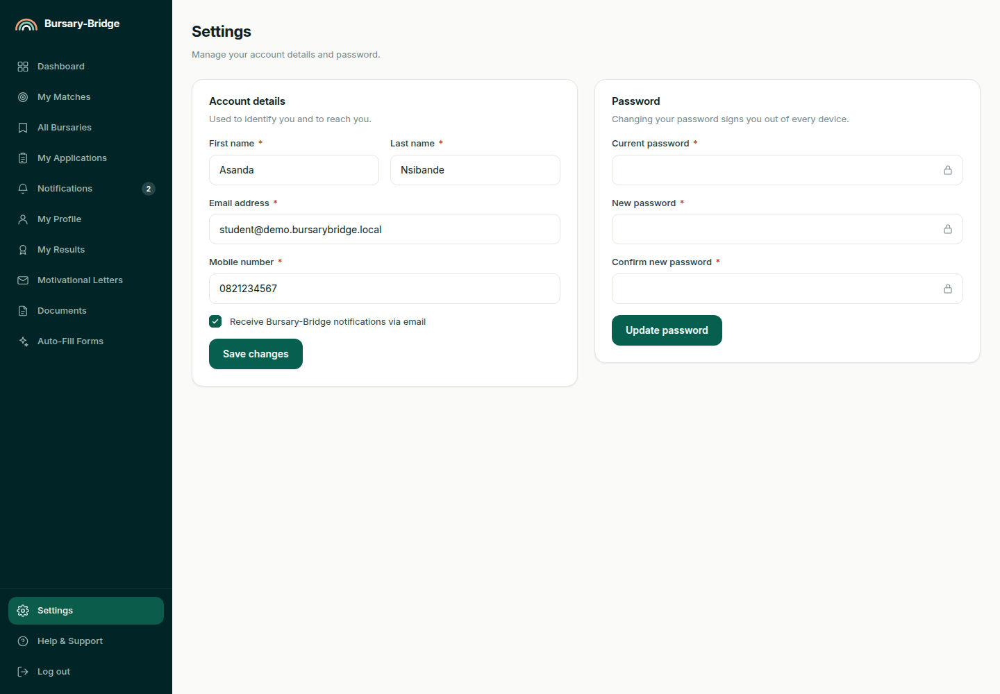 Bursary-Bridge
Dashboard
My Matches
All Bursaries
My Applications
Notifications 2
My Profile
My Results
Motivational Letters
Documents
Auto-Fill Forms
Settings
Help & Support
Log out
Settings
Manage your account details and password.
Account details
Used to identify you and to reach you.
First name * Last name *
Asanda Nsibande
Email address *
student@demo.bursarybridge.local
Mobile number *
0821234567
Receive Bursary-Bridge notifications via email
Save changes
Password
Changing your password signs you out of every device.
Current password *
New password *
Confirm new password *
Update password